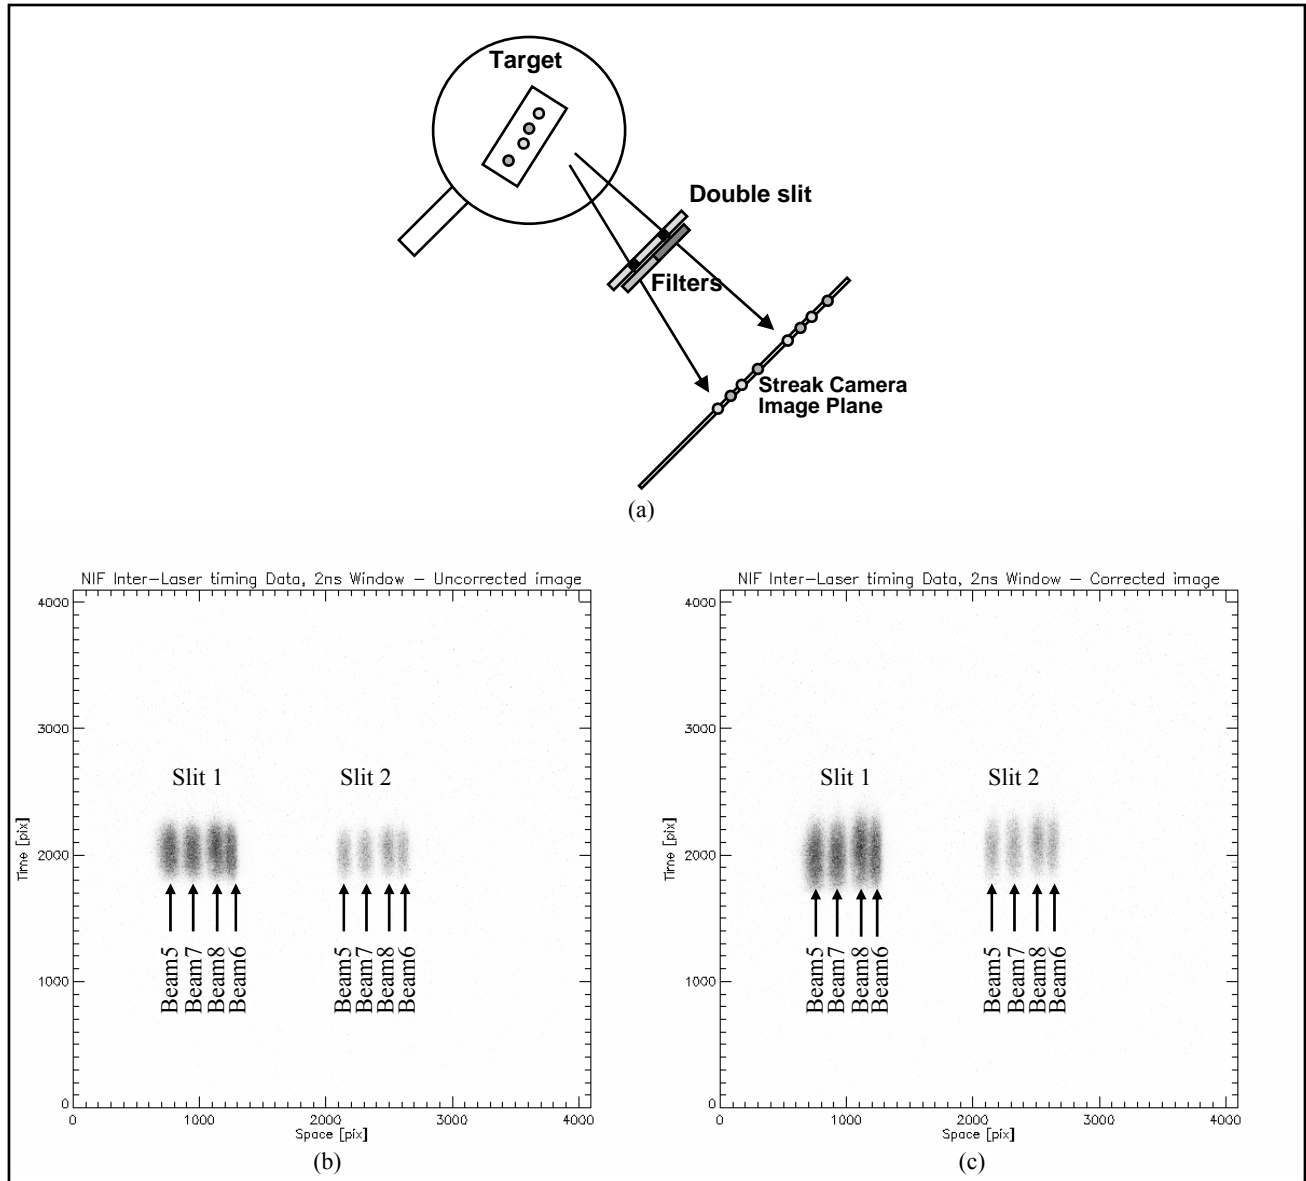 Target
Double slit
Filters
Streak Camera
Image Plane
(a)
NIF Inter-Laser timing Data, 2ns Window - Uncorrected image
4000
3000
2000
1000
0
Time [pix]
Slit 1
Slit 2
Beam5
Beam7
Beam8
Beam6
Beam5
Beam7
Beam8
Beam6
0
1000
2000
3000
4000
Space [pix]
(b)
NIF Inter-Laser timing Data, 2ns Window - Corrected image
4000
3000
2000
1000
0
Time [pix]
Slit 1
Slit 2
Beam5
Beam7
Beam8
Beam6
Beam5
Beam7
Beam8
Beam6
0
1000
2000
3000
4000
Space [pix]
(c)